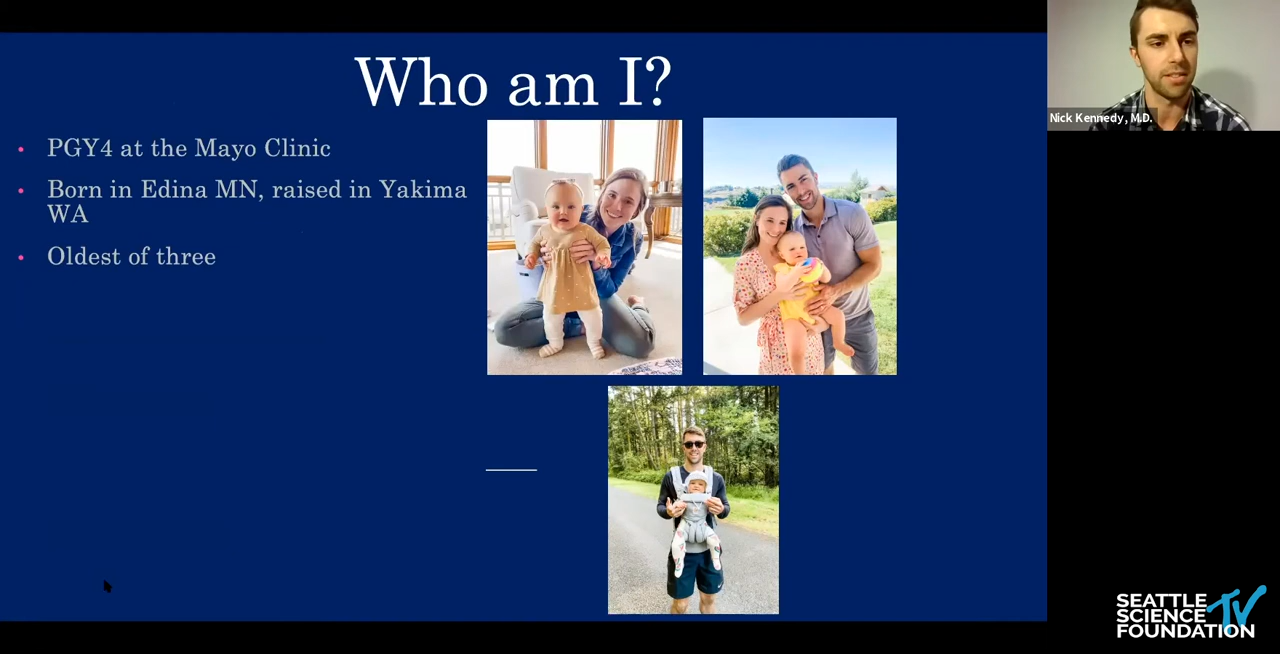 Who am I?
• PGY4 at the Mayo Clinic
• Born in Edina MN, raised in Yakima
WA
• Oldest of three
Nick Kennedy, M.D.
SEATTLE
SCIENCE
FOUNDATION
TV